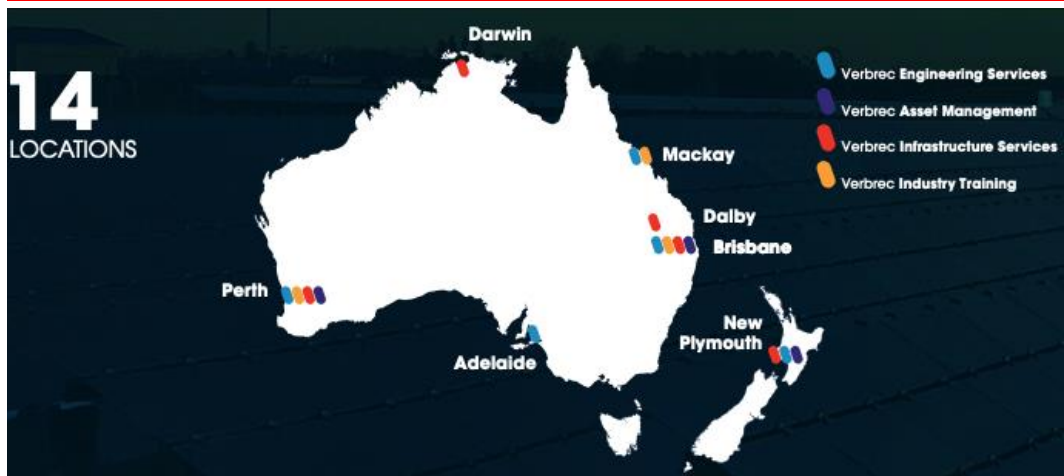 14
LOCATIONS
Darwin
Mackay
Dalby
Brisbane
Perth
Adelaide
New
Plymouth
Verbrec Engineering Services
Verbrec Asset Management
Verbrec Infrastructure Services
Verbrec Industry Training